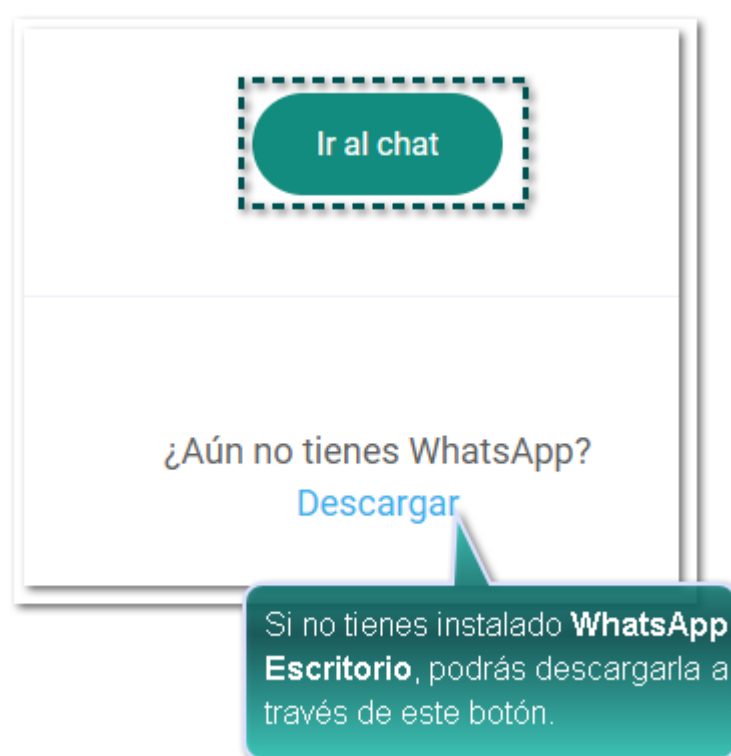 Ir al chat
¿Aún no tienes WhatsApp?
Descargar
Si no tienes instalado WhatsApp
Escritorio, podrás descargarla a
través de este botón.